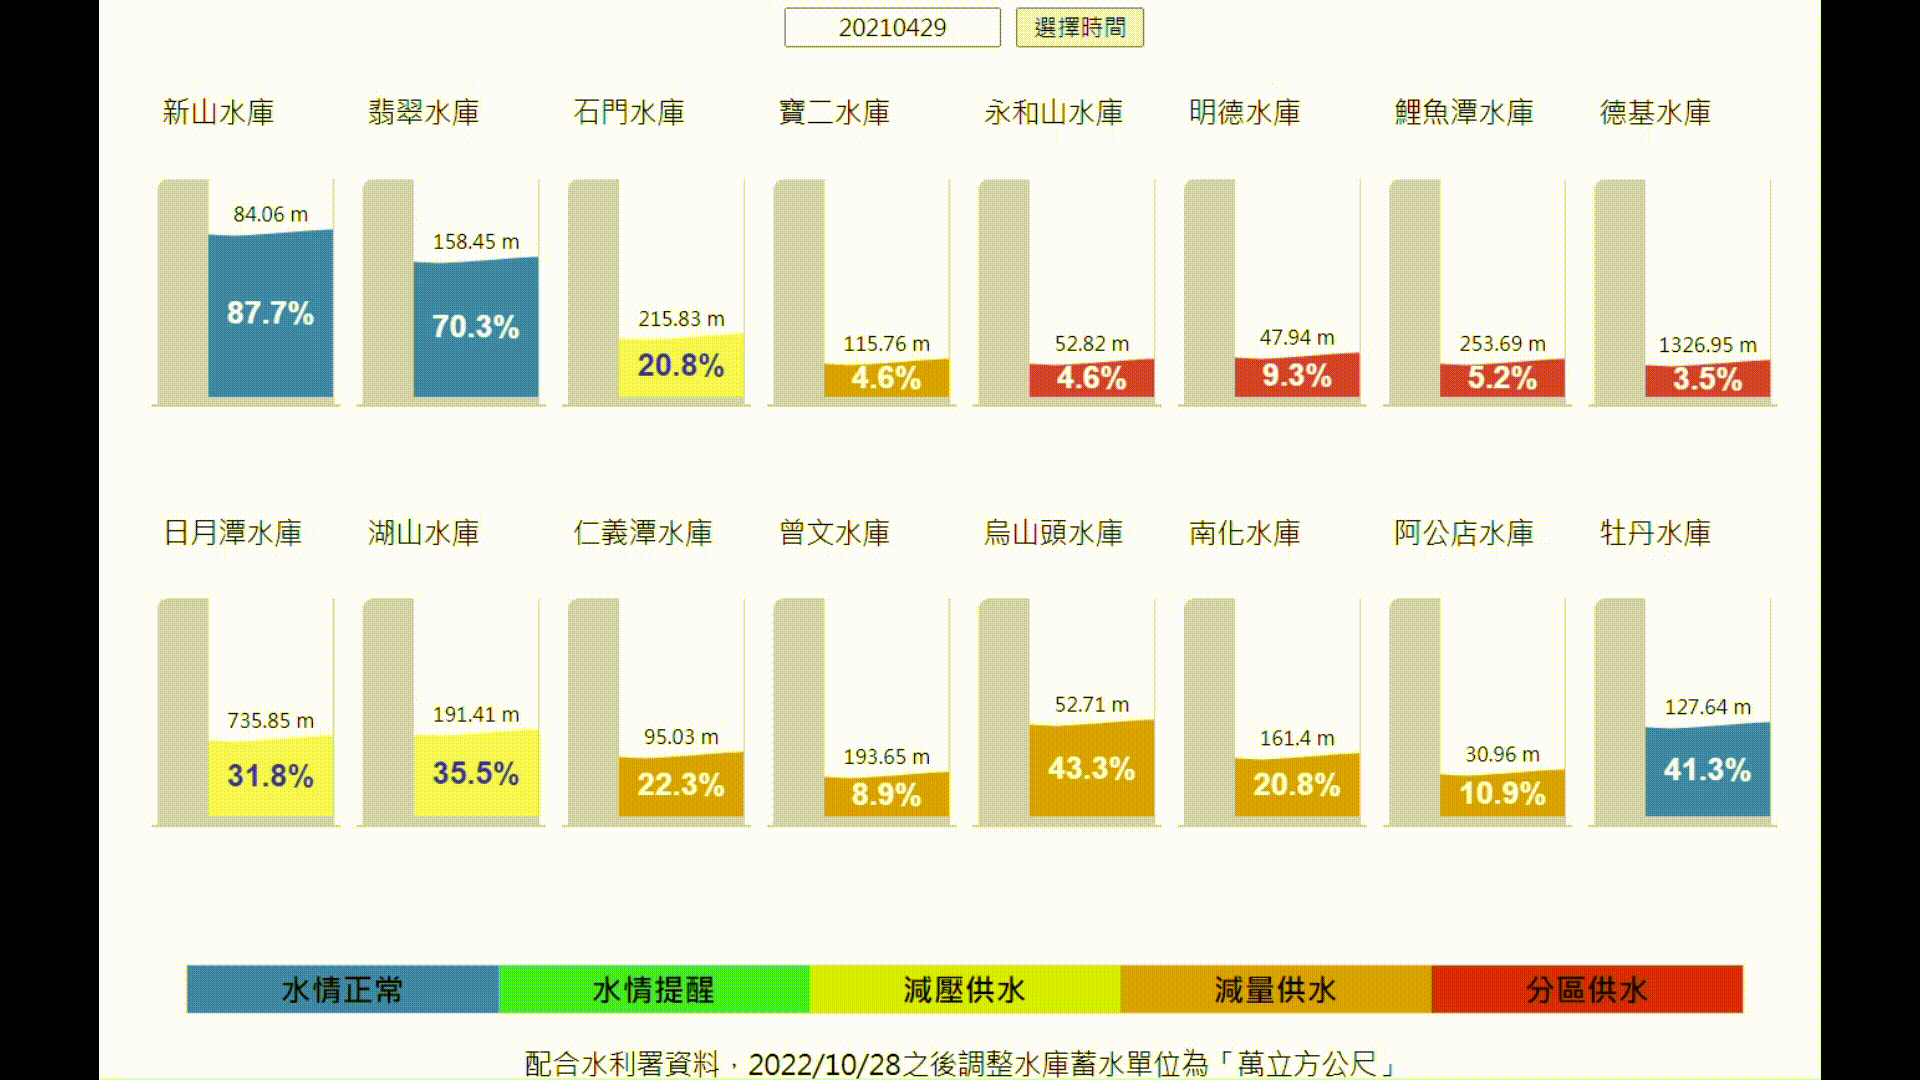 20210429 選擇時間
新山水庫 翡翠水庫 石門水庫 寶二水庫 永和山水庫 明德水庫 鯉魚潭水庫 德基水庫
84.06 m 158.45 m 215.83 m 115.76 m 52.82 m 47.94 m 253.69 m 1326.95 m
87.7% 70.3% 20.8% 4.6% 4.6% 9.3% 5.2% 3.5%
日月潭水庫 湖山水庫 仁義潭水庫 曾文水庫 烏山頭水庫 南化水庫 阿公店水庫 牡丹水庫
735.85 m 191.41 m 95.03 m 193.65 m 52.71 m 161.4 m 30.96 m 127.64 m
31.8% 35.5% 22.3% 8.9% 43.3% 20.8% 10.9% 41.3%
水情正常 水情提醒 減壓供水 減量供水 分區供水
配合水利署資料，2022/10/28之後調整水庫蓄水單位為「萬立方公尺」